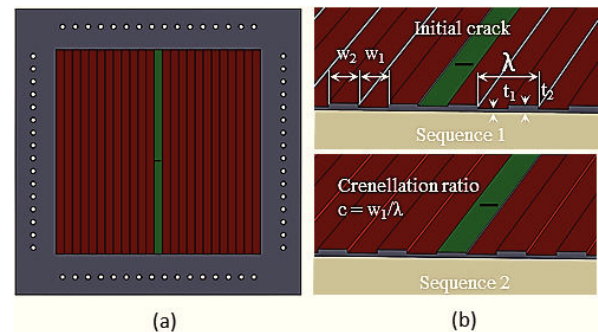 Initial crack
w₂ w₁
λ
t₁ t₂
Sequence 1
Crenellation ratio
c = w₁/λ
Sequence 2
(a) (b)